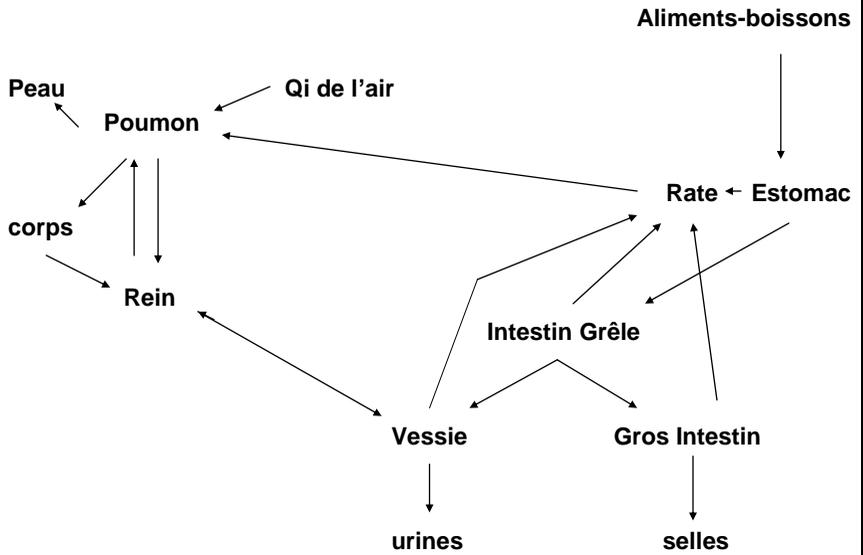 Aliments-boissons
Peau
Qi de l'air
Poumon
Rate
Estomac
corps
Rein
Intestin Grêle
Vessie
Gros Intestin
urines
selles